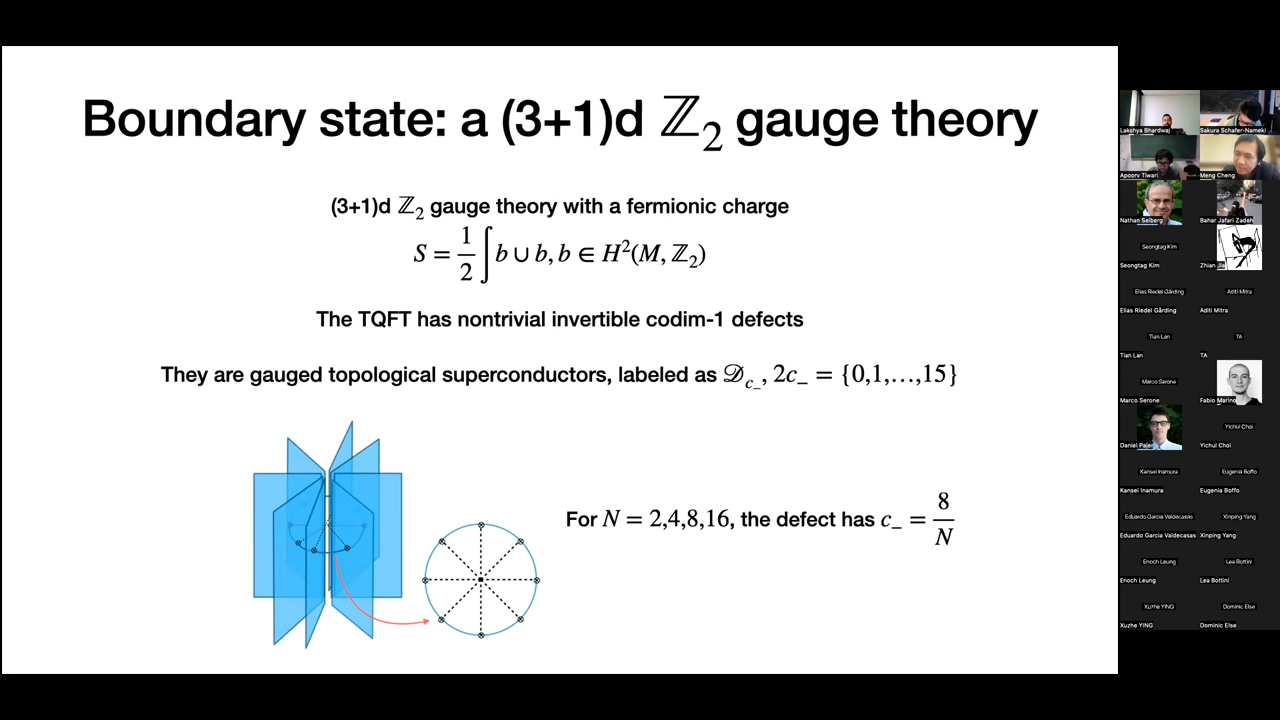 Boundary state: a (3+1)d ℤ₂ gauge theory
(3+1)d ℤ₂ gauge theory with a fermionic charge
S = 1/2 ∫ b ∪ b, b ∈ H²(M, ℤ₂)
The TQFT has nontrivial invertible codim-1 defects
They are gauged topological superconductors, labeled as 𝒟_{c₋}, 2c₋ = {0,1,…,15}
For N = 2,4,8,16, the defect has c₋ = 8/N
Lakshya Bhardwaj
Sakura Schafer-Nameki
Apoorv Tiwari
Meng Cheng
Nathan Seiberg
Bahar Jafari Zadeh
Seongtag Kim
Seongtag Kim
Zhian Jia
Elias Riedel Gårding
Aditi Mitra
Elias Riedel Gårding
Aditi Mitra
Tian Lan
TA
Tian Lan
TA
Marco Serone
Marco Serone
Fabio Marino
Yichul Choi
Daniel Pajer
Yichul Choi
Kansei Inamura
Eugenia Boffo
Kansei Inamura
Eugenia Boffo
Eduardo Garcia Valdecasas
Xinping Yang
Eduardo Garcia Valdecasas
Xinping Yang
Enoch Leung
Lea Bottini
Enoch Leung
Lea Bottini
Xuzhe YING
Dominic Else
Xuzhe YING
Dominic Else